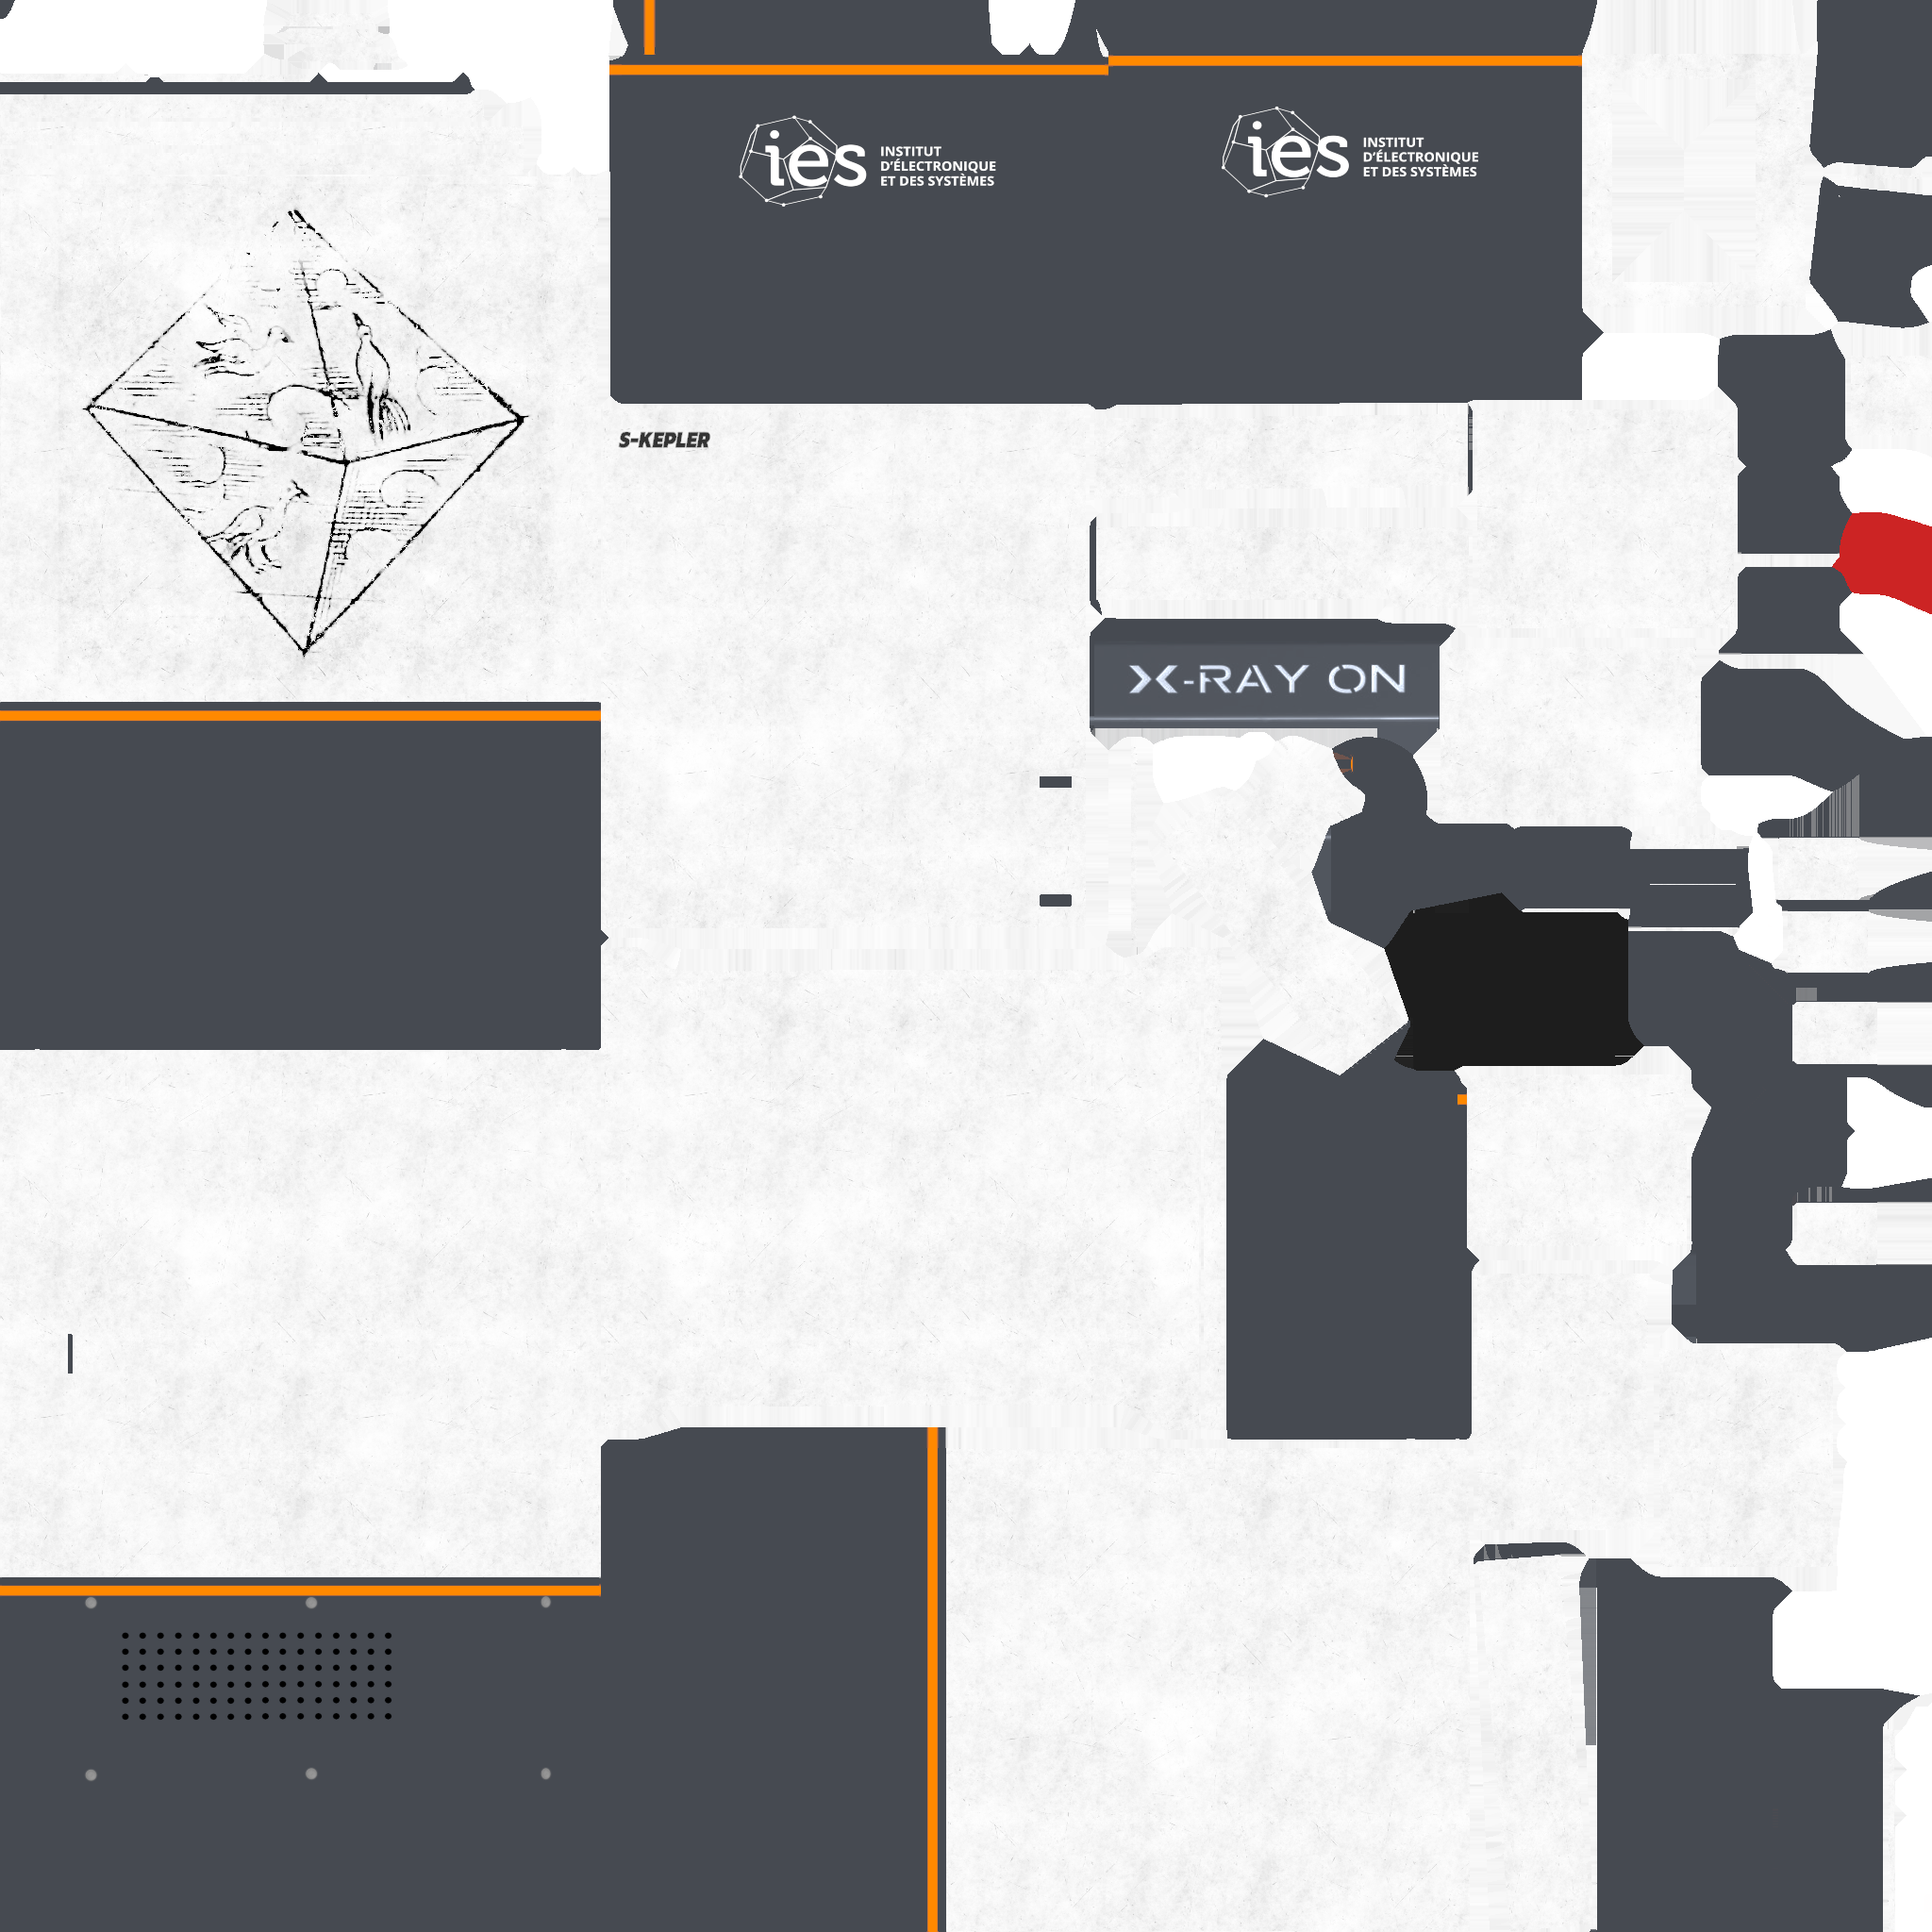 ies
INSTITUT
D'ÉLECTRONIQUE
ET DES SYSTÈMES
ies
INSTITUT
D'ÉLECTRONIQUE
ET DES SYSTÈMES
S-KEPLER
X-RAY ON